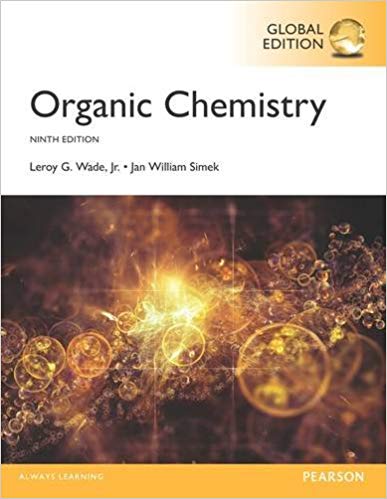 GLOBAL
EDITION
Organic Chemistry
NINTH EDITION
Leroy G. Wade, Jr. • Jan William Simek
ALWAYS LEARNING
PEARSON